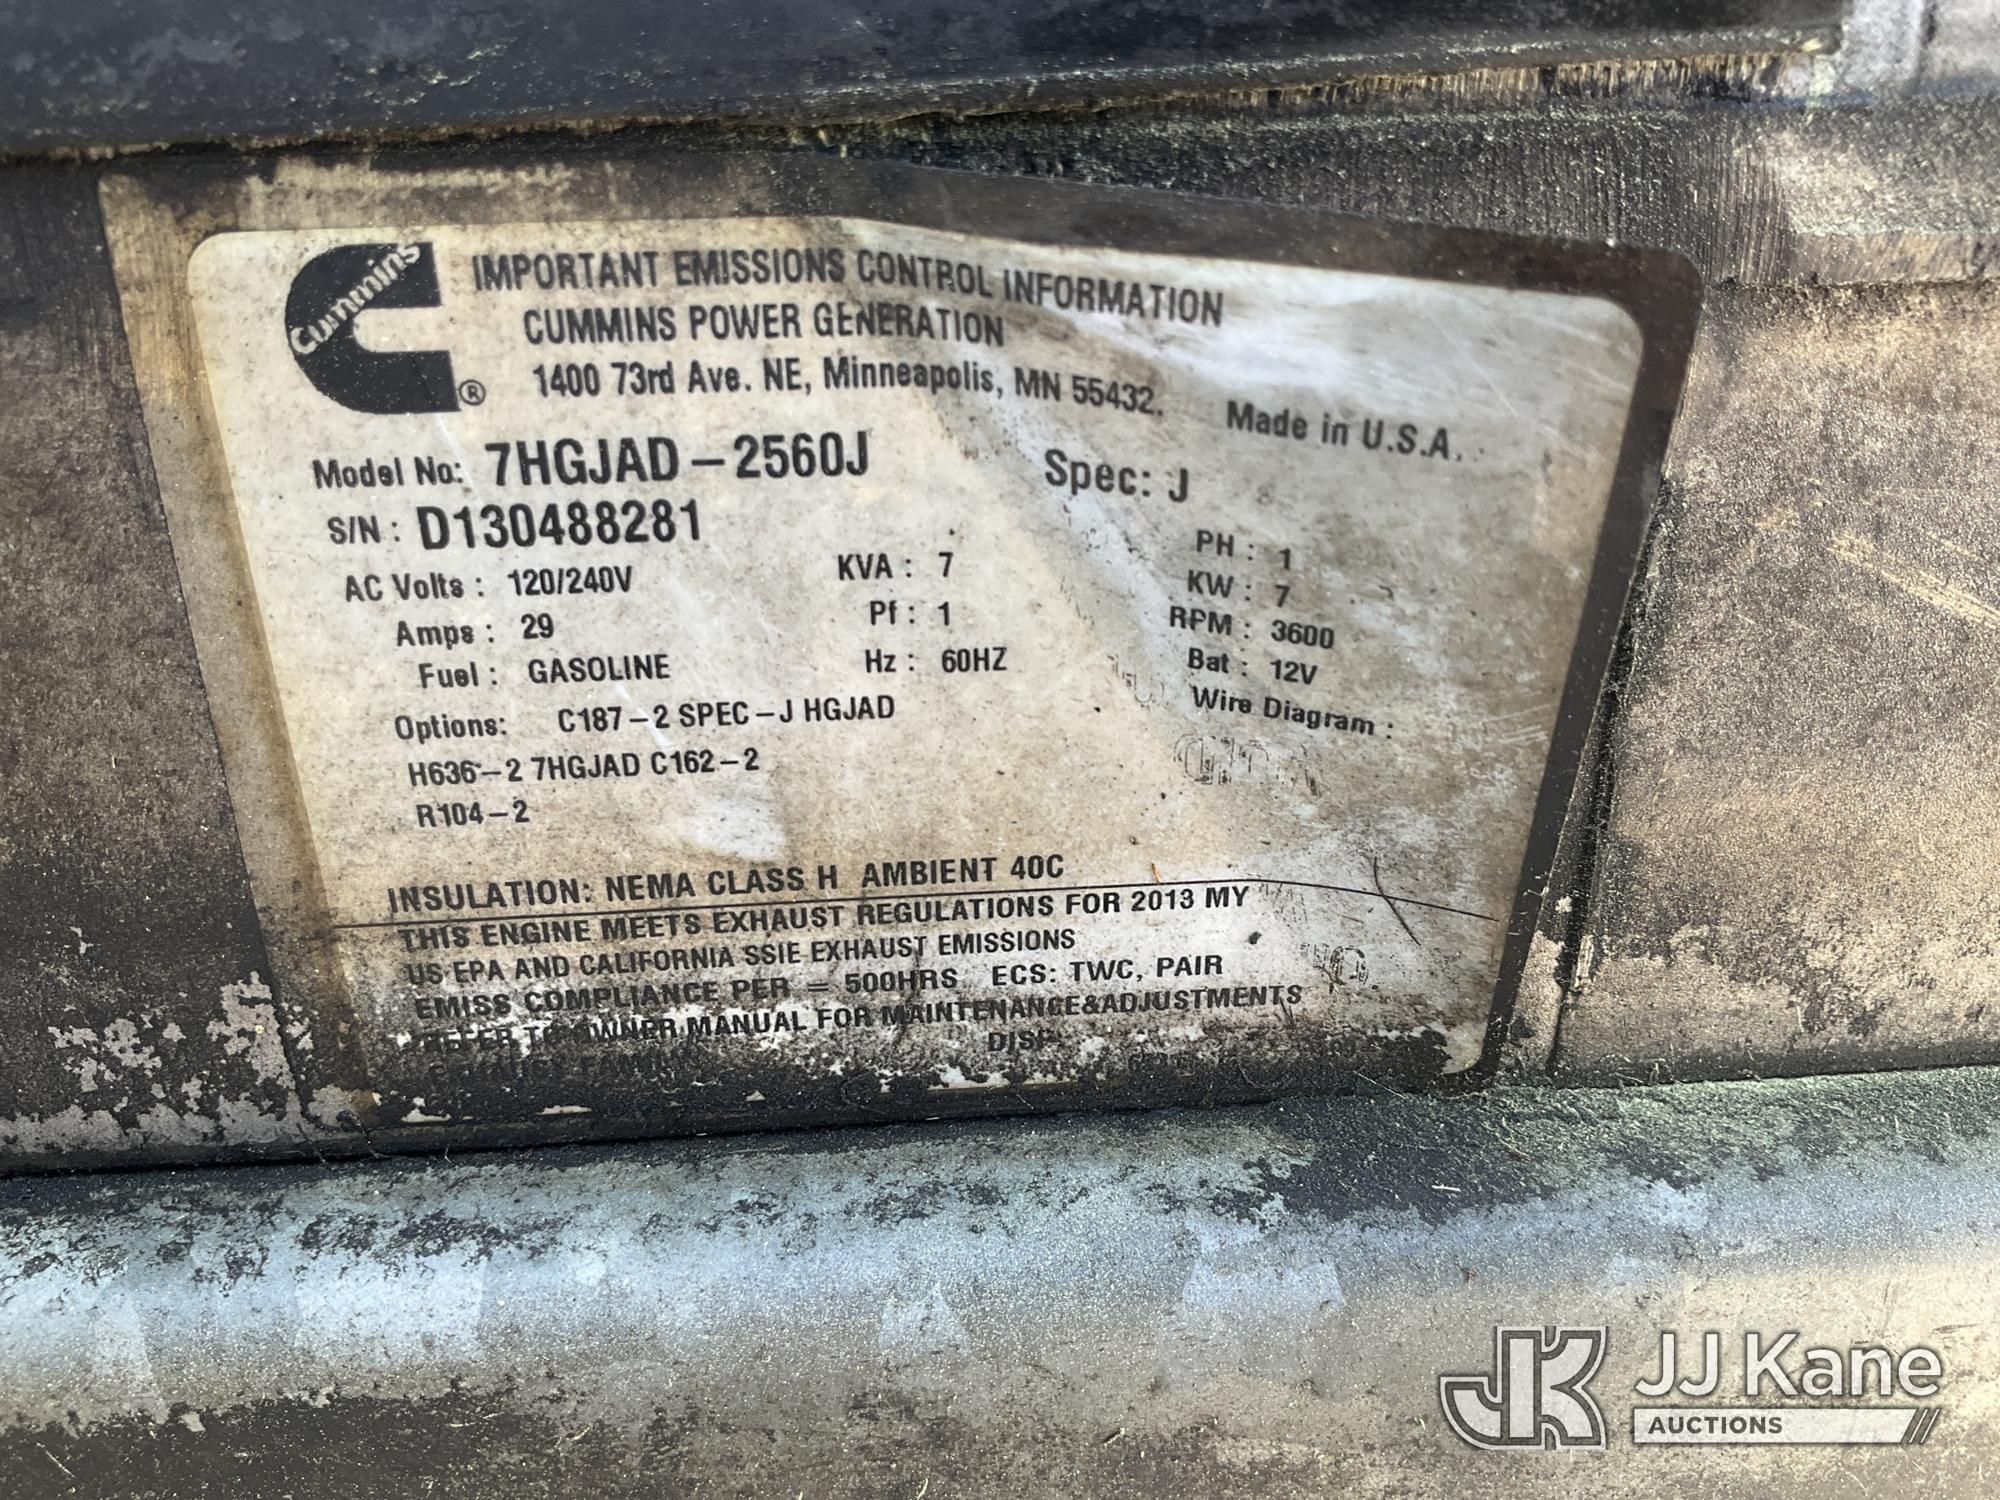 Cummins
®
IMPORTANT EMISSIONS CONTROL INFORMATION
CUMMINS POWER GENERATION
1400 73rd Ave. NE, Minneapolis, MN 55432.
Made in U.S.A.
Model No: 7HGJAD-2560J Spec: J
S/N: D130488281 PH: 1
AC Volts: 120/240V KVA: 7 KW: 7
Amps: 29 Pf: 1 RPM: 3600
Fuel: GASOLINE Hz: 60HZ Bat: 12V
Options: C187-2 SPEC-J HGJAD Wire Diagram:
H636-2 7HGJAD C162-2
R104-2
INSULATION: NEMA CLASS H AMBIENT 40C
THIS ENGINE MEETS EXHAUST REGULATIONS FOR 2013 MY
US EPA AND CALIFORNIA SSIE EXHAUST EMISSIONS
EMISS COMPLIANCE PER = 500HRS ECS: TWC, PAIR
REFER TO OWNER MANUAL FOR MAINTENANCE&ADJUSTMENTS
JK
JJ Kane
AUCTIONS